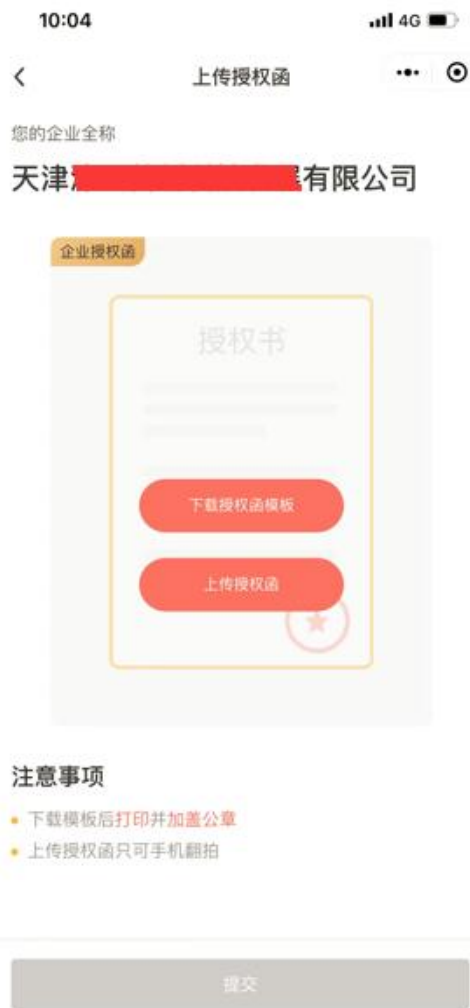 10:04
4G
上传授权函
您的企业全称
天津 有限公司
企业授权函
授权书
下载授权函模板
上传授权函
注意事项
下载模板后打印并加盖公章
上传授权函只可手机翻拍
提交